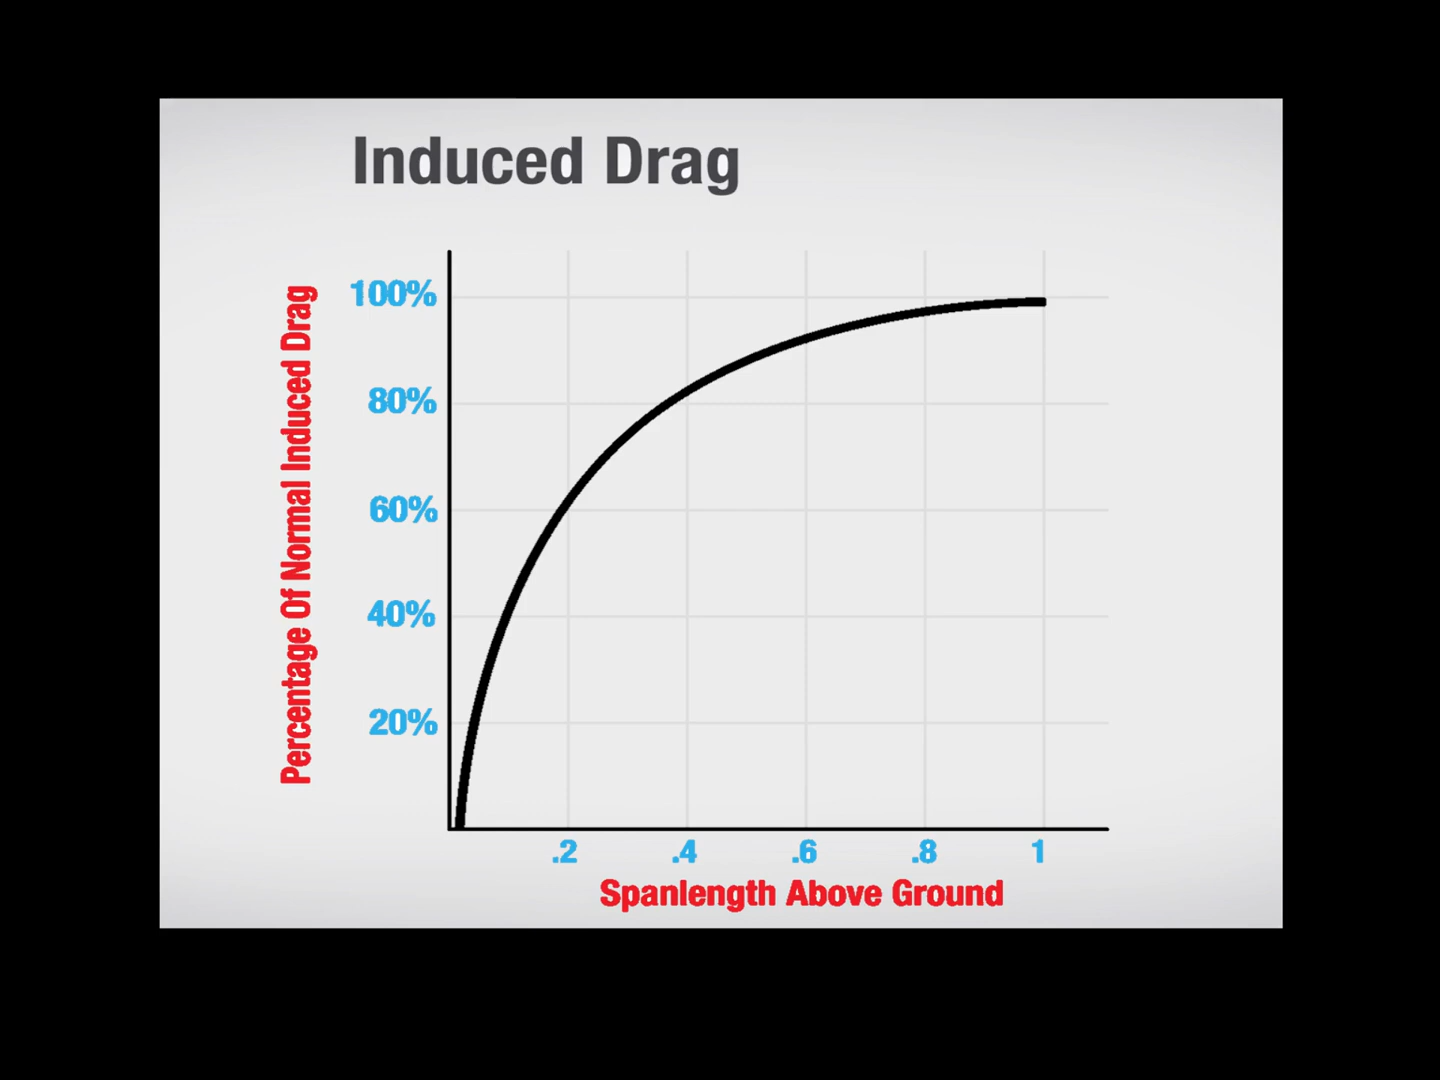 Induced Drag
Percentage Of Normal Induced Drag
100%
80%
60%
40%
20%
.2 .4 .6 .8 1
Spanlength Above Ground